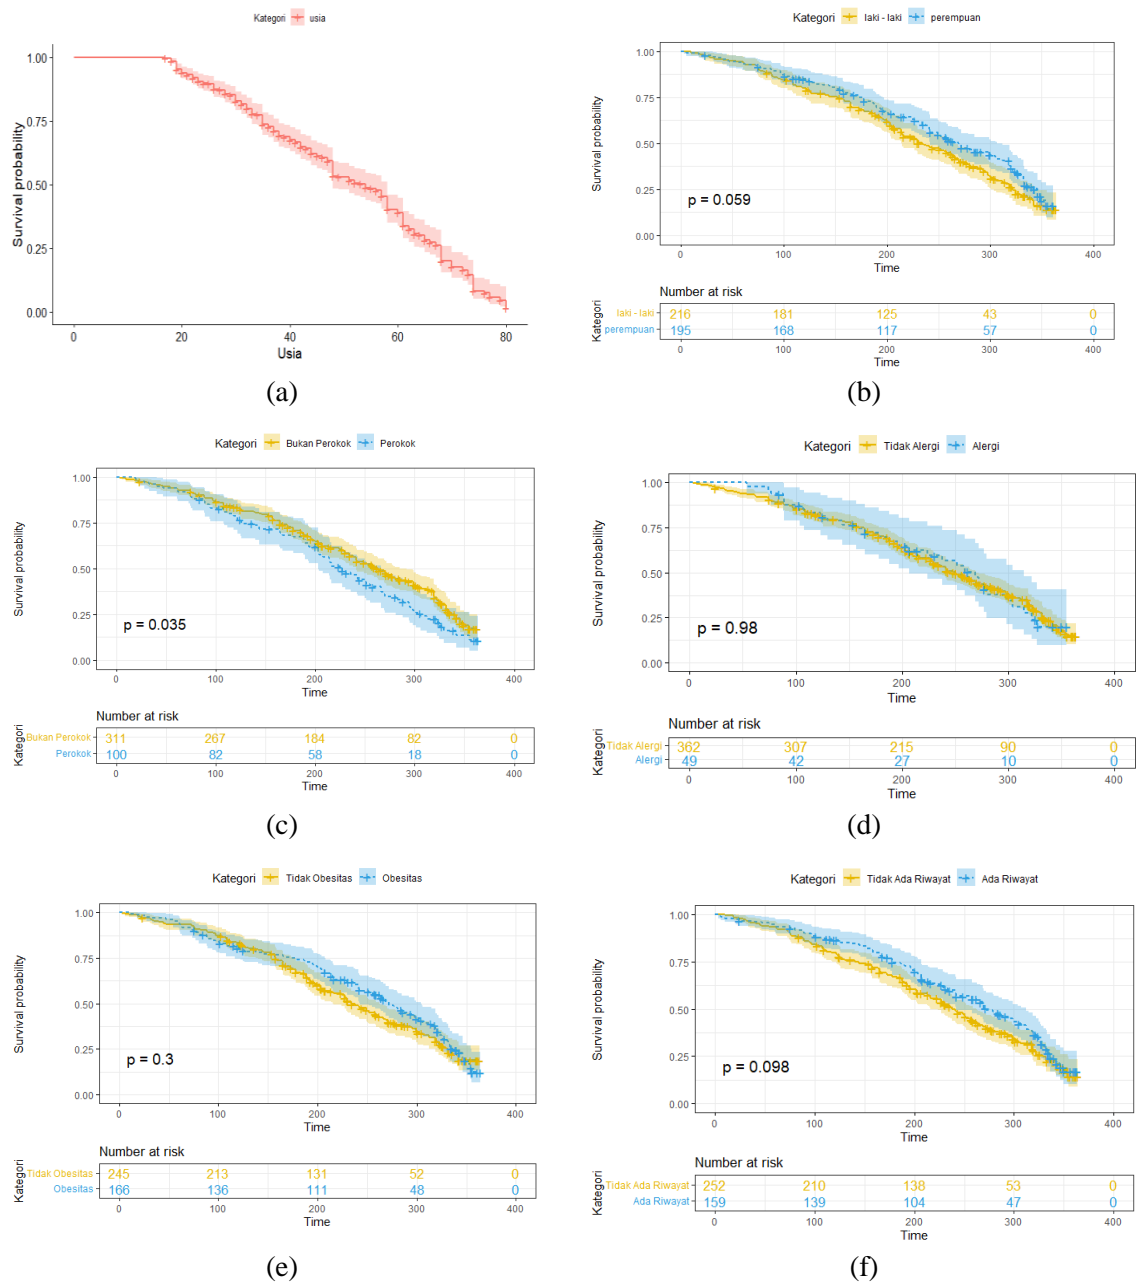 Kategori usia
Survival probability
1.00
0.75
0.50
0.25
0.00
0 20 40 60 80
Usia
(a)
Kategori laki - laki perempuan
Survival probability
1.00
0.75
0.50
0.25
0.00
p = 0.059
0 100 200 300 400
Time
Number at risk
Kategori
laki - laki 216 181 125 43 0
perempuan 195 168 117 57 0
0 100 200 300 400
Time
(b)
Kategori Bukan Perokok Perokok
Survival probability
1.00
0.75
0.50
0.25
0.00
p = 0.035
0 100 200 300 400
Time
Number at risk
Kategori
Bukan Perokok 311 267 184 82 0
Perokok 100 82 58 18 0
0 100 200 300 400
Time
(c)
Kategori Tidak Alergi Alergi
Survival probability
1.00
0.75
0.50
0.25
0.00
p = 0.98
0 100 200 300 400
Time
Number at risk
Kategori
Tidak Alergi 362 307 215 90 0
Alergi 49 42 27 10 0
0 100 200 300 400
Time
(d)
Kategori Tidak Obesitas Obesitas
Survival probability
1.00
0.75
0.50
0.25
0.00
p = 0.3
0 100 200 300 400
Time
Number at risk
Kategori
Tidak Obesitas 245 213 131 52 0
Obesitas 166 136 111 48 0
0 100 200 300 400
Time
(e)
Kategori Tidak Ada Riwayat Ada Riwayat
Survival probability
1.00
0.75
0.50
0.25
0.00
p = 0.098
0 100 200 300 400
Time
Number at risk
Kategori
Tidak Ada Riwayat 252 210 138 53 0
Ada Riwayat 159 139 104 47 0
0 100 200 300 400
Time
(f)